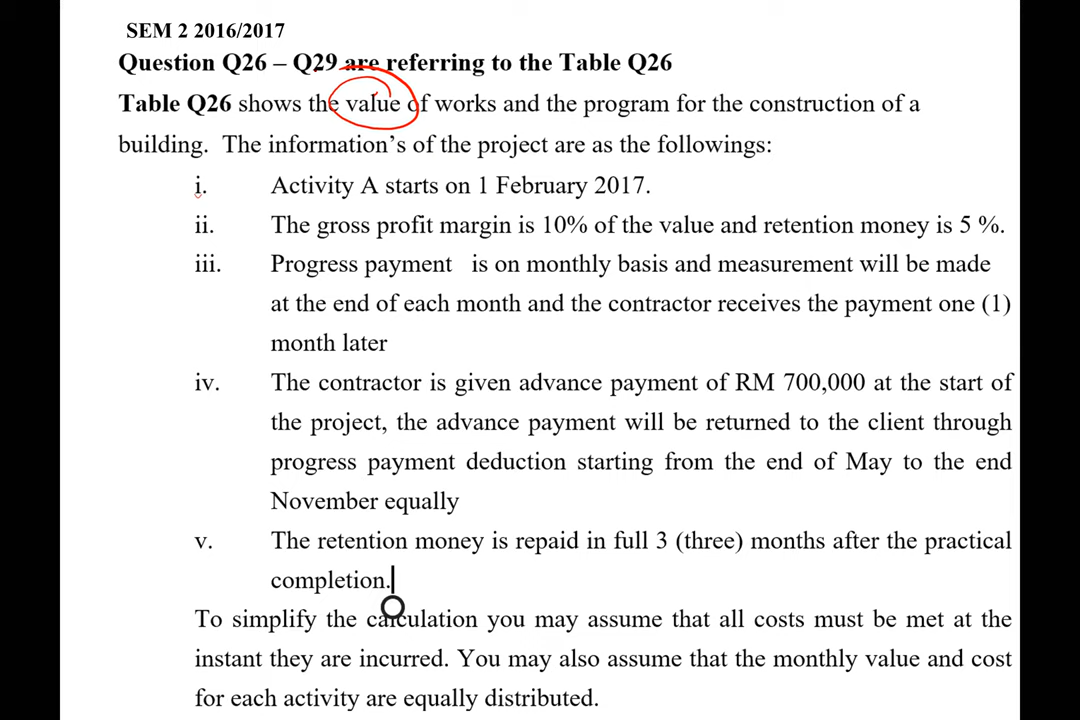 SEM 2 2016/2017
Question Q26 – Q29 are referring to the Table Q26
Table Q26 shows the value of works and the program for the construction of a
building. The information’s of the project are as the followings:
i. Activity A starts on 1 February 2017.
ii. The gross profit margin is 10% of the value and retention money is 5 %.
iii. Progress payment is on monthly basis and measurement will be made
at the end of each month and the contractor receives the payment one (1)
month later
iv. The contractor is given advance payment of RM 700,000 at the start of
the project, the advance payment will be returned to the client through
progress payment deduction starting from the end of May to the end
November equally
v. The retention money is repaid in full 3 (three) months after the practical
completion.
To simplify the calculation you may assume that all costs must be met at the
instant they are incurred. You may also assume that the monthly value and cost
for each activity are equally distributed.